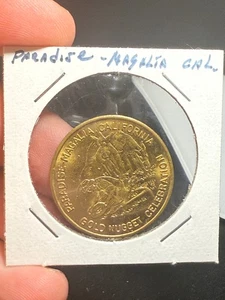 PARADISE - MAGALIA CAL.
PARADISE-MAGALIA CALIFORNIA
GOLD NUGGET CELEBRATION